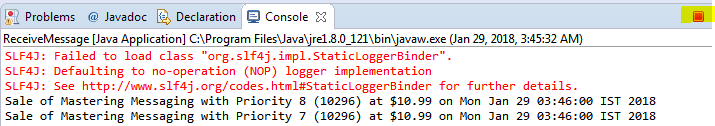 Problems @ Javadoc Declaration Console
ReceiveMessage [Java Application] C:\Program Files\Java\jre1.8.0_121\bin\javaw.exe (Jan 29, 2018, 3:45:32 AM)
SLF4J: Failed to load class "org.slf4j.impl.StaticLoggerBinder".
SLF4J: Defaulting to no-operation (NOP) logger implementation
SLF4J: See http://www.slf4j.org/codes.html#StaticLoggerBinder for further details.
Sale of Mastering Messaging with Priority 8 (10296) at $10.99 on Mon Jan 29 03:46:00 IST 2018
Sale of Mastering Messaging with Priority 7 (10296) at $10.99 on Mon Jan 29 03:46:00 IST 2018